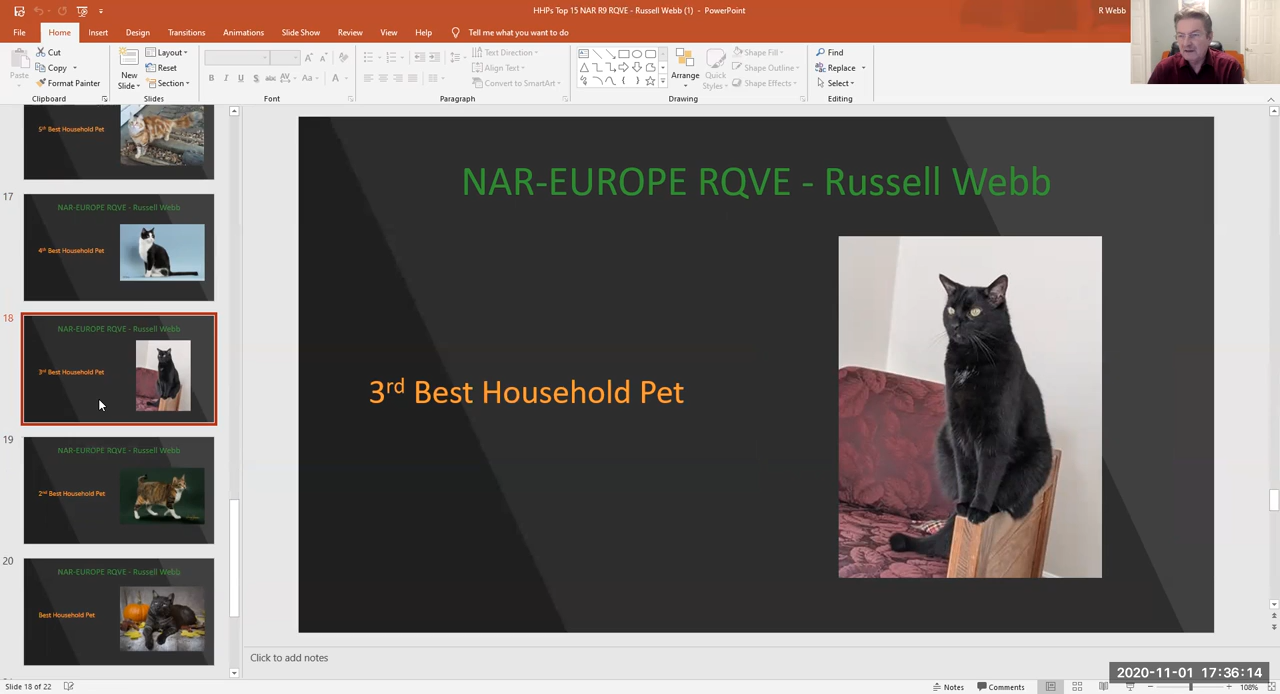 HHPs Top 15 NAR R9 RQVE - Russell Webb (1) - PowerPoint
R Webb
File Home Insert Design Transitions Animations Slide Show Review View Help Tell me what you want to do
Paste
Cut
Copy
Format Painter
Clipboard
New Slide
Layout
Reset
Section
Slides
B I U S abc AV Aa A
Font
Text Direction
Align Text
Convert to SmartArt
Paragraph
Arrange
Quick Styles
Shape Fill
Shape Outline
Shape Effects
Drawing
Find
Replace
Select
Editing
5th Best Household Pet
17
NAR-EUROPE RQVE - Russell Webb
4th Best Household Pet
18
NAR-EUROPE RQVE - Russell Webb
3rd Best Household Pet
19
NAR-EUROPE RQVE - Russell Webb
2nd Best Household Pet
20
NAR-EUROPE RQVE - Russell Webb
Best Household Pet
NAR-EUROPE RQVE - Russell Webb
3rd Best Household Pet
Click to add notes
2020-11-01 17:36:14
Slide 18 of 22
Notes
Comments
108%